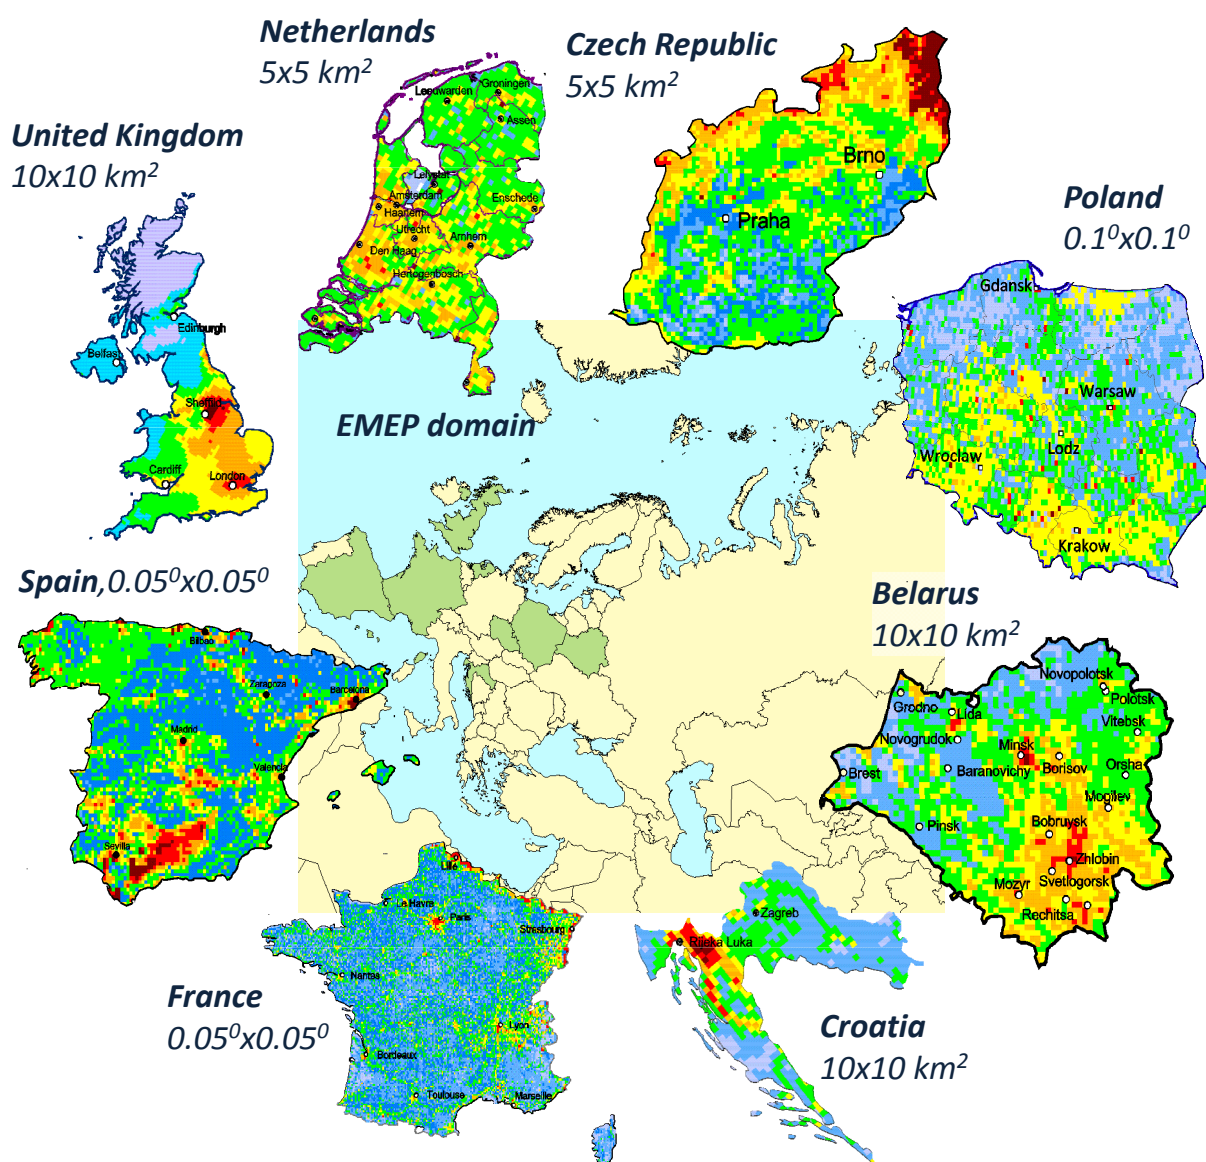 Netherlands
5x5 km²
Czech Republic
5x5 km²
United Kingdom
10x10 km²
Poland
0.1⁰x0.1⁰
Leeuwarden
Groningen
Assen
Lelystad
Amsterdam
Haarlem
Enschede
Utrecht
Arnhem
Den Haag
Hertogenbosch
Brno
Praha
Gdansk
Warsaw
Lodz
Wroclaw
Krakow
Edinburgh
Belfast
Sheffild
Cardiff
London
EMEP domain
Spain,0.05⁰x0.05⁰
Bilbao
Zaragoza
Barcelona
Madrid
Valencia
Sevilla
Belarus
10x10 km²
Novopolotsk
Polotsk
Grodno
Lida
Vitebsk
Novogrudok
Minsk
Borisov
Orsha
Brest
Baranovichy
Mogilev
Pinsk
Bobruysk
Zhlobin
Svetlogorsk
Mozyr
Rechitsa
Lille
Le Havre
Paris
Strasbourg
Nantes
Lyon
Bordeaux
Toulouse
Marseille
France
0.05⁰x0.05⁰
Zagreb
Rijeka Luka
Croatia
10x10 km²